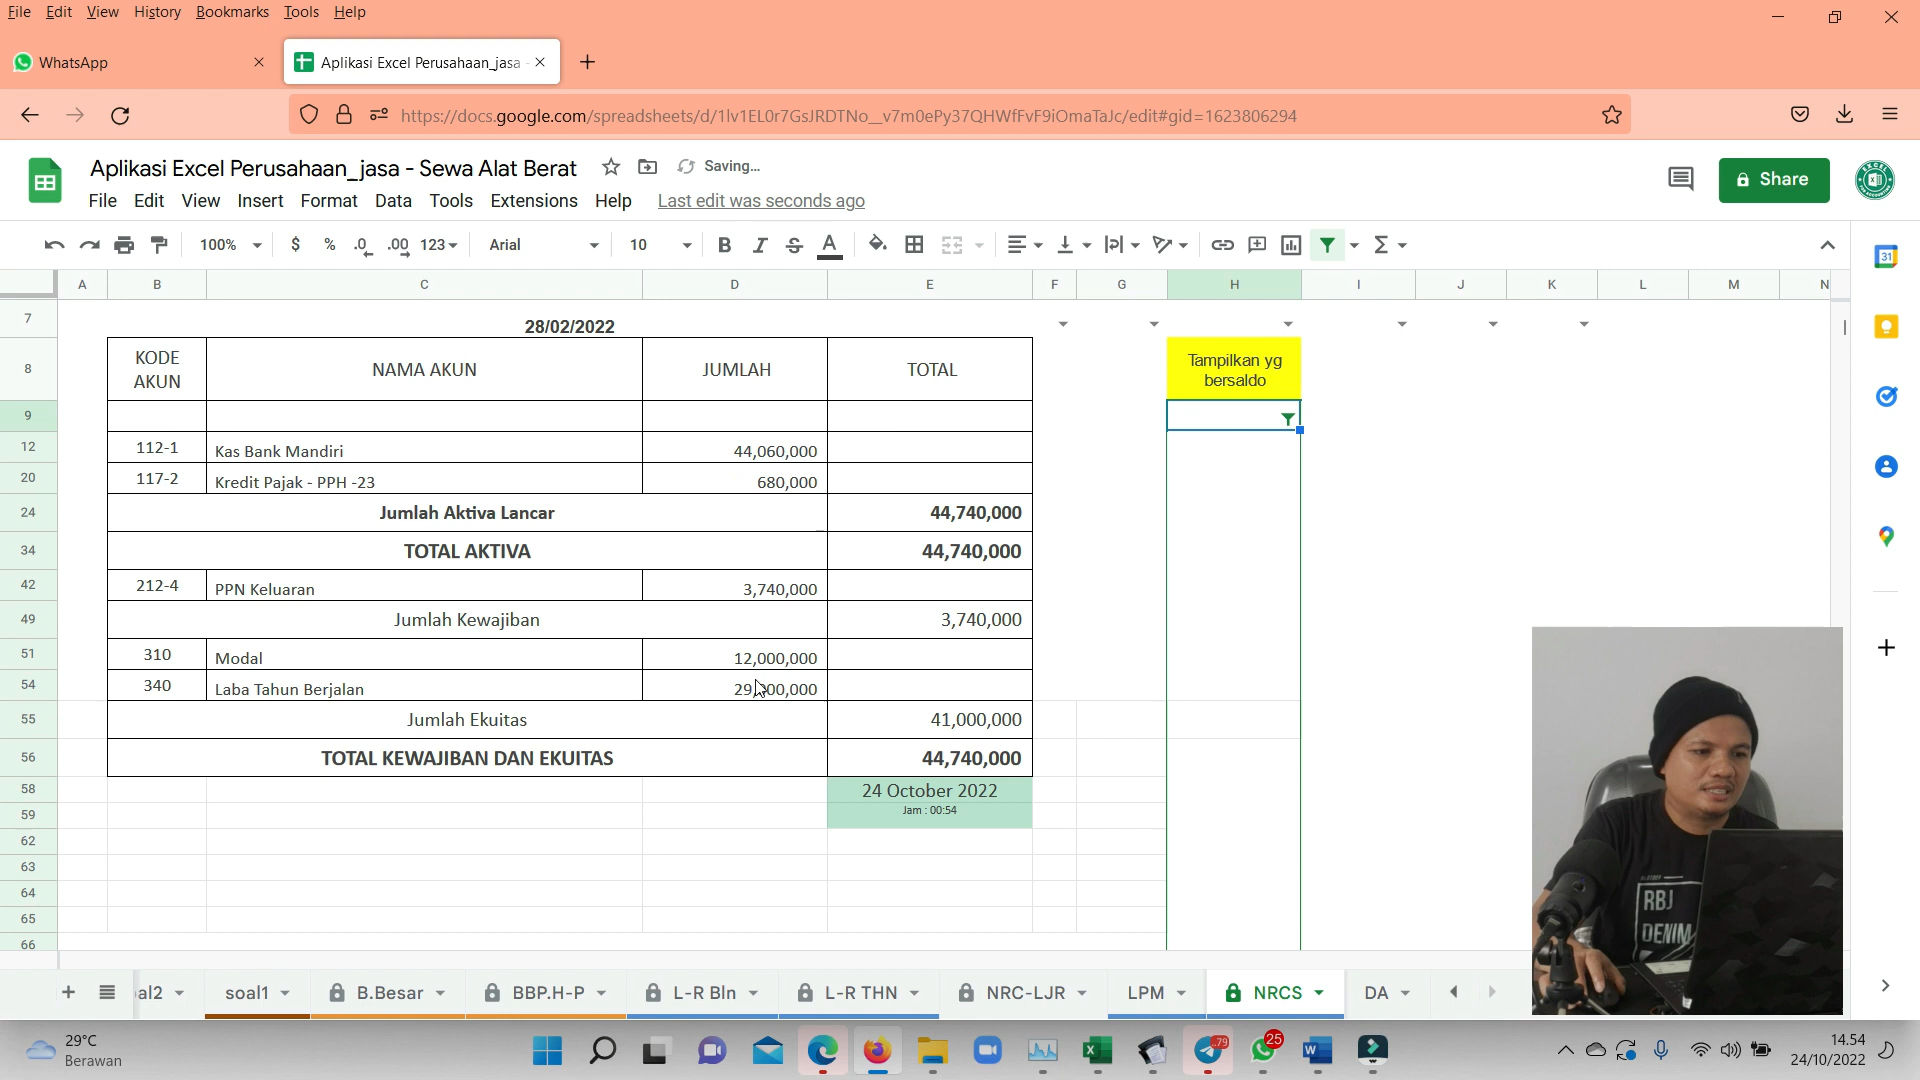 File Edit View History Bookmarks Tools Help
WhatsApp
Aplikasi Excel Perusahaan_jasa -
https://docs.google.com/spreadsheets/d/1lv1EL0r7GsJRDTNo__v7m0ePy37QHWfFvF9iOmaTaJc/edit#gid=1623806294
Aplikasi Excel Perusahaan_jasa - Sewa Alat Berat Saving...
File Edit View Insert Format Data Tools Extensions Help Last edit was seconds ago
Share
100% $ % .0 .00 123 Arial 10 B I S A
31
A B C D E F G H I J K L M N
7 28/02/2022
8 KODE AKUN NAMA AKUN JUMLAH TOTAL Tampilkan yg bersaldo
9
12 112-1 Kas Bank Mandiri 44,060,000
20 117-2 Kredit Pajak - PPH -23 680,000
24 Jumlah Aktiva Lancar 44,740,000
34 TOTAL AKTIVA 44,740,000
42 212-4 PPN Keluaran 3,740,000
49 Jumlah Kewajiban 3,740,000
51 310 Modal 12,000,000
54 340 Laba Tahun Berjalan 29,000,000
55 Jumlah Ekuitas 41,000,000
56 TOTAL KEWAJIBAN DAN EKUITAS 44,740,000
58 24 October 2022
59 Jam : 00:54
62
63
64
65
66
RBJ
DENIM
al2 soal1 B.Besar BBP.H-P L-R Bln L-R THN NRC-LJR LPM NRCS DA
29°C
Berawan
79
25
14.54
24/10/2022